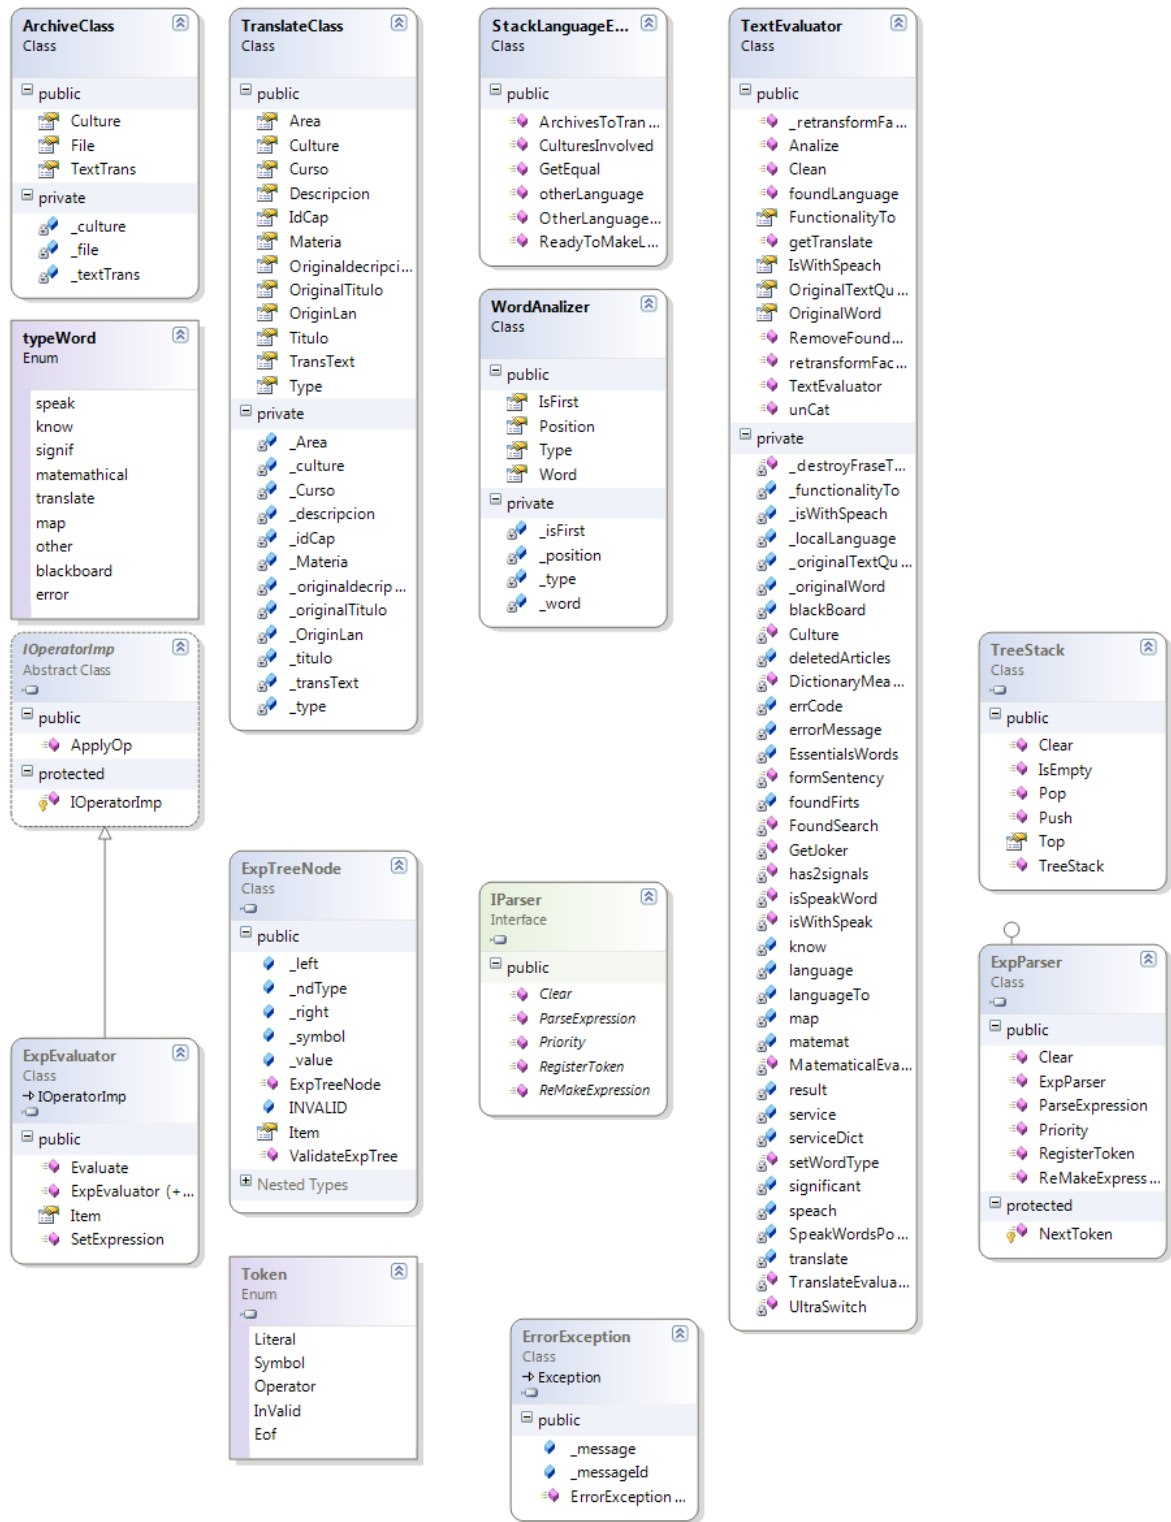 ArchiveClass
Class
public
Culture
File
TextTrans
private
_culture
_file
_textTrans
typeWord
Enum
speak
know
signif
matemathical
translate
map
other
blackboard
error
IOperatorImp
Abstract Class
public
ApplyOp
protected
IOperatorImp
ExpEvaluator
Class
IOperatorImp
public
Evaluate
ExpEvaluator (+...
Item
SetExpression
TranslateClass
Class
public
Area
Culture
Curso
Descripcion
IdCap
Materia
Originaldecripci...
OriginalTitulo
OriginLan
Titulo
TransText
Type
private
_Area
_culture
_Curso
_descripcion
_idCap
_Materia
_originaldecrip...
_originalTitulo
_OriginLan
_titulo
_transText
_type
ExpTreeNode
Class
public
_left
_ndType
_right
_symbol
_value
ExpTreeNode
INVALID
Item
ValidateExpTree
Nested Types
Token
Enum
Literal
Symbol
Operator
InValid
Eof
StackLanguageE...
Class
public
ArchivesToTran...
CulturesInvolved
GetEqual
otherLanguage
OtherLanguage...
ReadyToMakeL...
WordAnalizer
Class
public
IsFirst
Position
Type
Word
private
_isFirst
_position
_type
_word
IParser
Interface
public
Clear
ParseExpression
Priority
RegisterToken
ReMakeExpression
ErrorException
Class
Exception
public
_message
_messageId
ErrorException ...
TextEvaluator
Class
public
_retransformFa...
Analize
Clean
foundLanguage
FunctionalityTo
getTranslate
IsWithSpeach
OriginalTextQu...
OriginalWord
RemoveFound...
retransformFac...
TextEvaluator
unCat
private
_destroyFraseT...
_functionalityTo
_isWithSpeach
_localLanguage
_originalTextQu...
_originalWord
blackBoard
Culture
deletedArticles
DictionaryMea...
errCode
errorMessage
EssentialsWords
formSentency
foundFirts
FoundSearch
GetJoker
has2signals
isSpeakWord
isWithSpeak
know
language
languageTo
map
matemat
MatematicalEva...
result
service
serviceDict
setWordType
significant
speach
SpeakWordsPo...
translate
TranslateEvalua...
UltraSwitch
TreeStack
Class
public
Clear
IsEmpty
Pop
Push
Top
TreeStack
ExpParser
Class
public
Clear
ExpParser
ParseExpression
Priority
RegisterToken
ReMakeExpress...
protected
NextToken